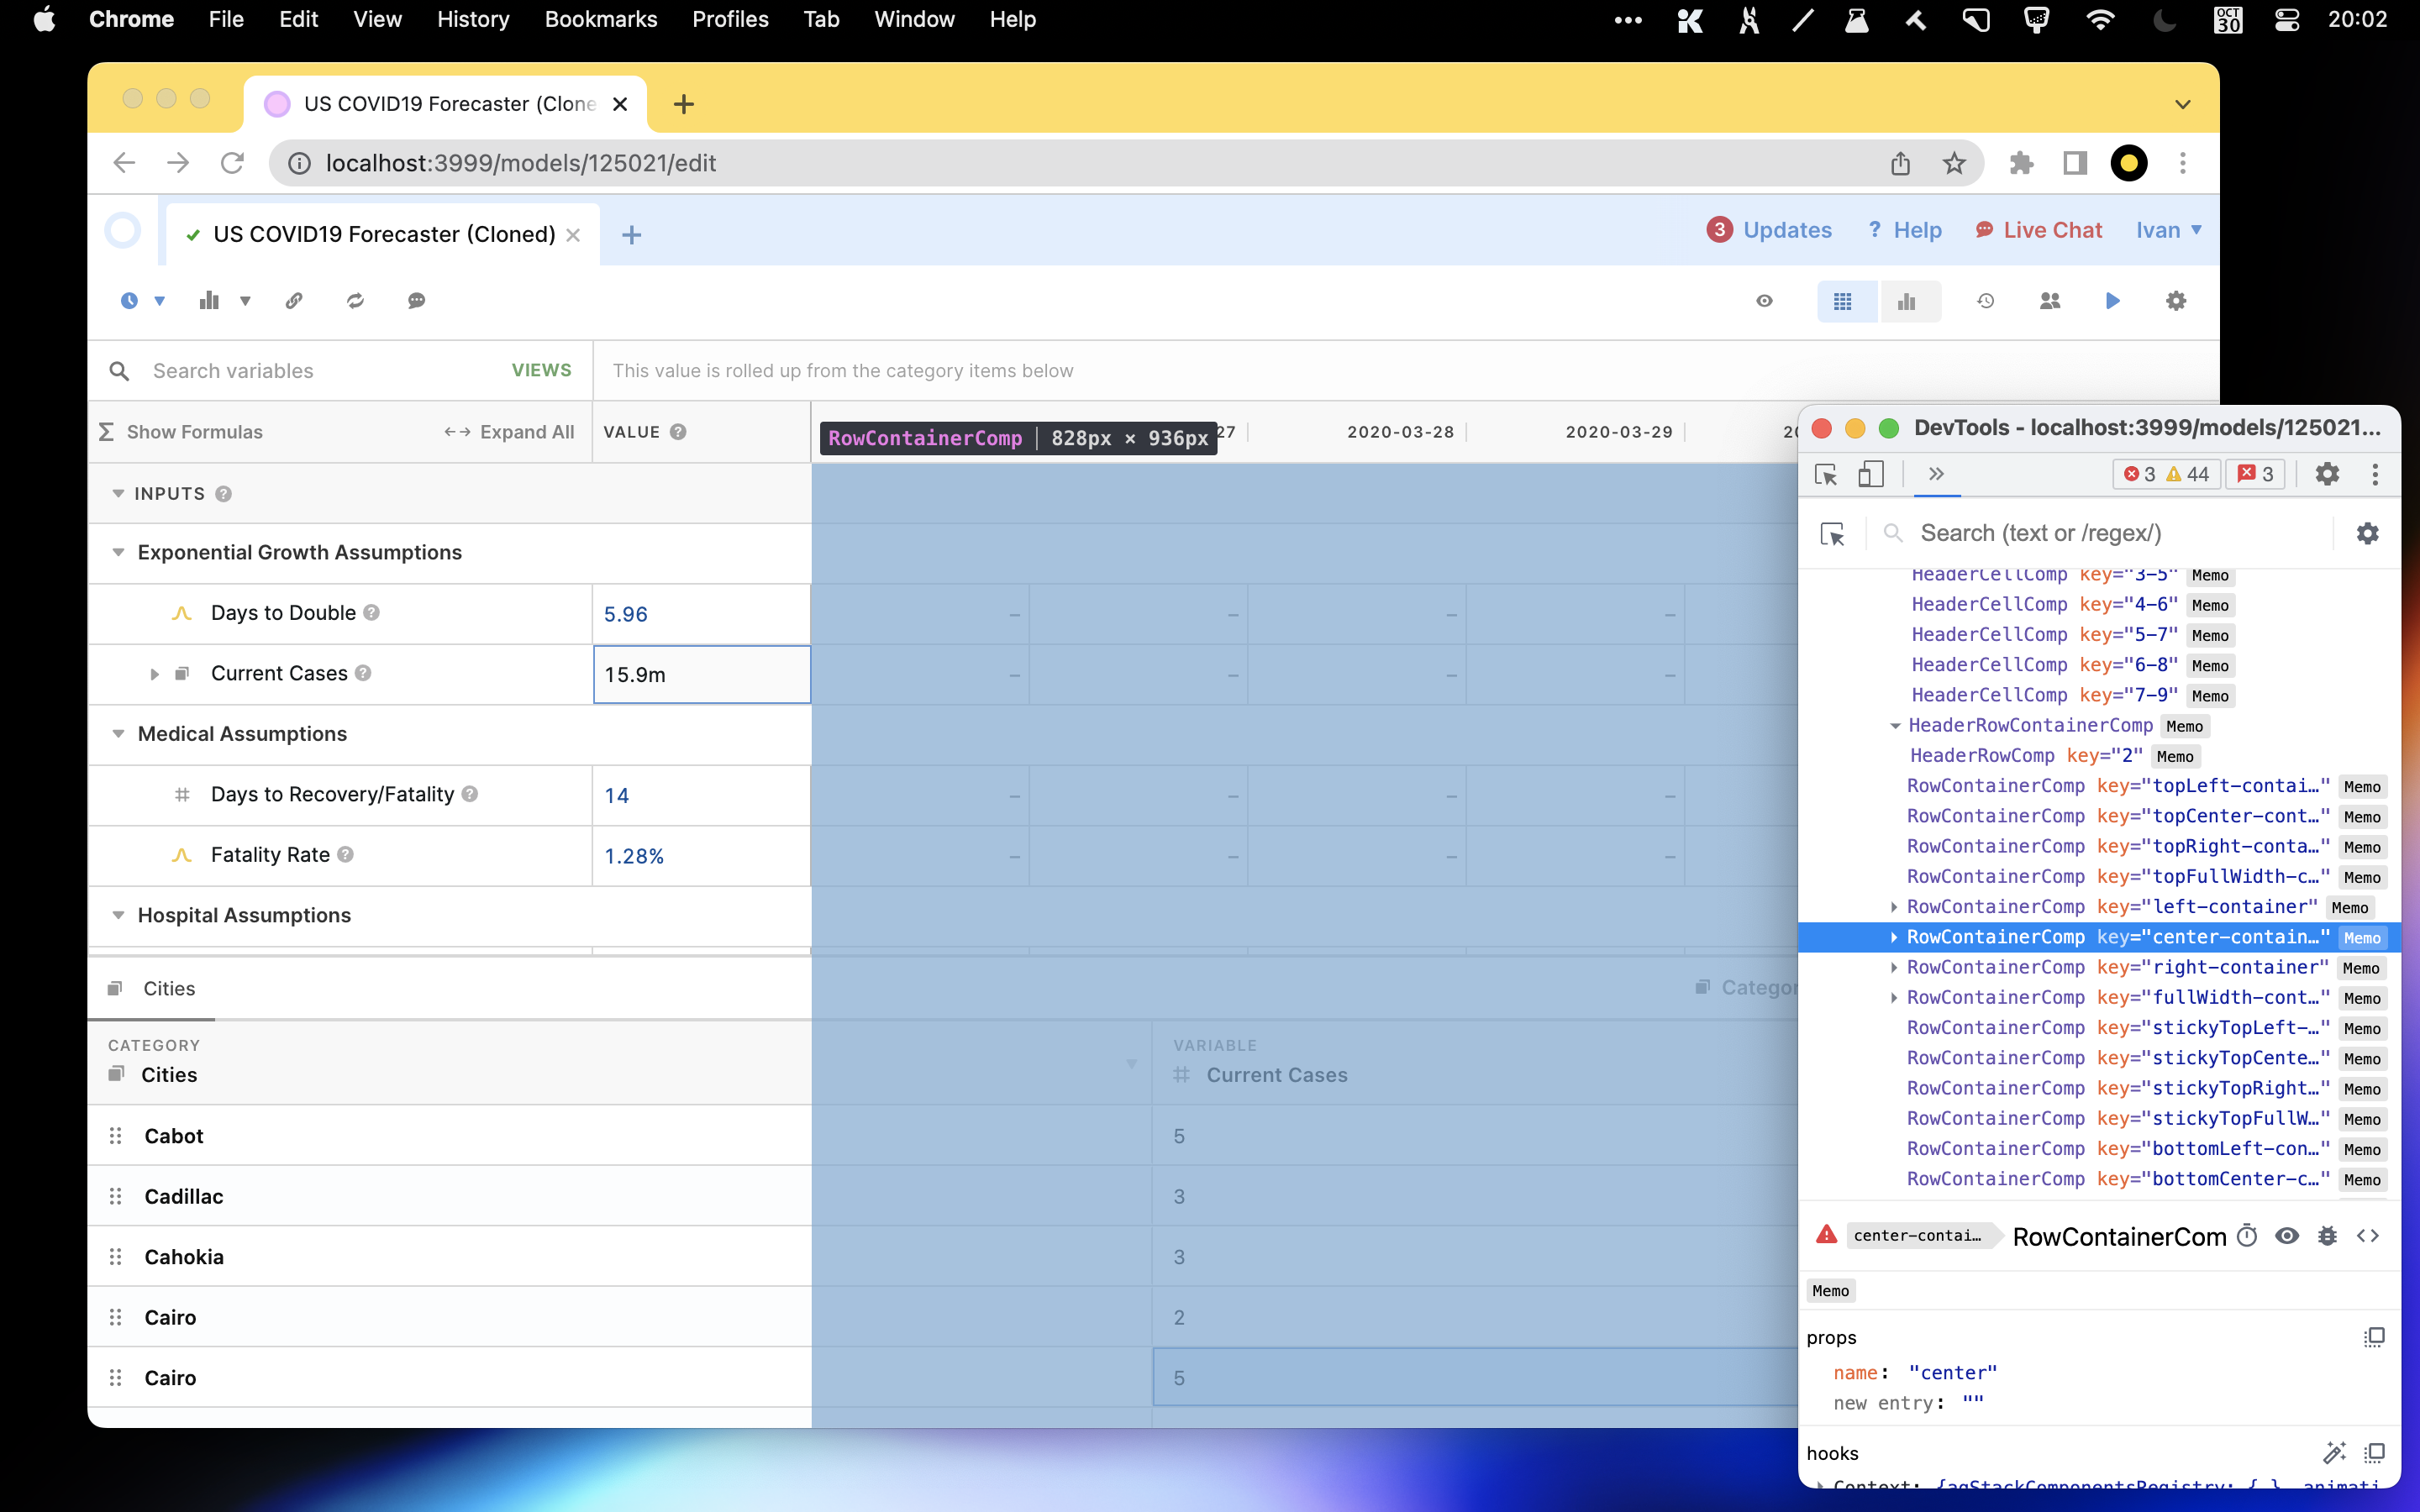 Chrome File Edit View History Bookmarks Profiles Tab Window Help OCT 30 20:02
US COVID19 Forecaster (Clone
localhost:3999/models/125021/edit
US COVID19 Forecaster (Cloned) 3 Updates ? Help Live Chat Ivan
Search variables VIEWS This value is rolled up from the category items below
Σ Show Formulas Expand All VALUE ? RowContainerComp | 828px × 936px 27 2020-03-28 2020-03-29 20
INPUTS ?
Exponential Growth Assumptions
Days to Double ? 5.96 – – – –
Current Cases ? 15.9m – – – –
Medical Assumptions
# Days to Recovery/Fatality ? 14 – – – –
Fatality Rate ? 1.28% – – – –
Hospital Assumptions
Cities Categor
CATEGORY VARIABLE
Cities # Current Cases
Cabot 5
Cadillac 3
Cahokia 3
Cairo 2
Cairo 5
DevTools - localhost:3999/models/125021...
3 44 3
Search (text or /regex/)
HeaderCellComp key="3-5" Memo
HeaderCellComp key="4-6" Memo
HeaderCellComp key="5-7" Memo
HeaderCellComp key="6-8" Memo
HeaderCellComp key="7-9" Memo
HeaderRowContainerComp Memo
HeaderRowComp key="2" Memo
RowContainerComp key="topLeft-contai…" Memo
RowContainerComp key="topCenter-cont…" Memo
RowContainerComp key="topRight-conta…" Memo
RowContainerComp key="topFullWidth-c…" Memo
RowContainerComp key="left-container" Memo
RowContainerComp key="center-contain…" Memo
RowContainerComp key="right-container" Memo
RowContainerComp key="fullWidth-cont…" Memo
RowContainerComp key="stickyTopLeft-…" Memo
RowContainerComp key="stickyTopCente…" Memo
RowContainerComp key="stickyTopRight…" Memo
RowContainerComp key="stickyTopFullW…" Memo
RowContainerComp key="bottomLeft-con…" Memo
RowContainerComp key="bottomCenter-c…" Memo
center-contai… RowContainerCom
Memo
props
name: "center"
new entry: ""
hooks
Context: {agStackComponentsRegistry: {…}, animati